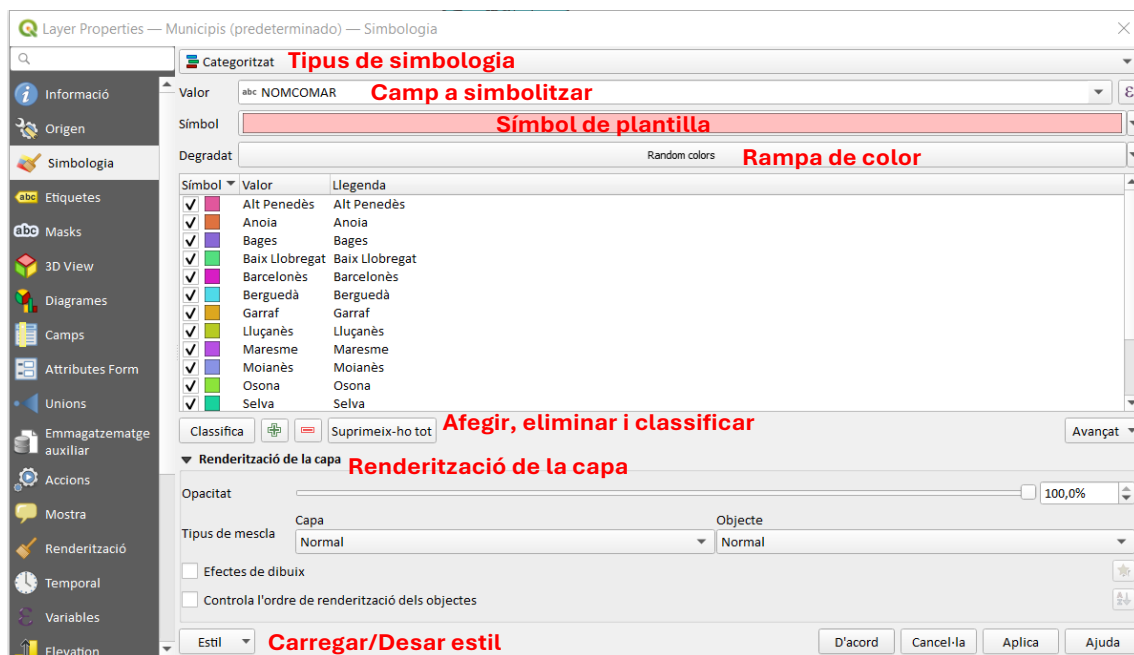 Layer Properties — Municipis (predeterminado) — Simbologia
Categoritzat Tipus de simbologia
Informació
Valor abc NOMCOMAR Camp a simbolitzar ε
Origen
Símbol Símbol de plantilla
Simbologia
Degradat Random colors Rampa de color
Símbol Valor Llegenda
abc Etiquetes
Alt Penedès Alt Penedès
Anoia Anoia
abc Masks
Bages Bages
Baix Llobregat Baix Llobregat
3D View
Barcelonès Barcelonès
Berguedà Berguedà
Diagrames
Garraf Garraf
Lluçanès Lluçanès
Camps
Maresme Maresme
Moianès Moianès
Attributes Form
Osona Osona
Selva Selva
Unions
Classifica Suprimeix-ho tot Afegir, eliminar i classificar Avançat
Emmagatzematge
auxiliar
Renderització de la capa Renderització de la capa
Accions
Opacitat 100,0%
Mostra
Capa Objecte
Tipus de mescla Normal Normal
Renderització
Efectes de dibuix
Temporal
Controla l'ordre de renderització dels objectes
Variables
Estil Carregar/Desar estil D'acord Cancel·la Aplica Ajuda
Elevation